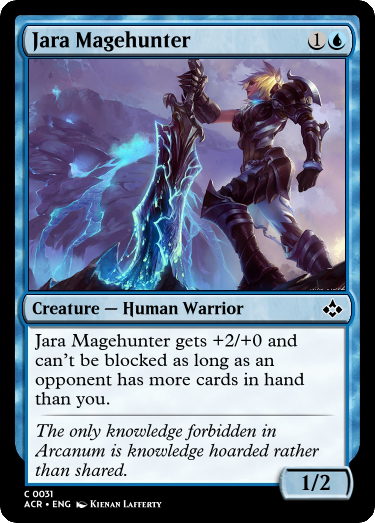 Jara Magehunter 1
Creature — Human Warrior
Jara Magehunter gets +2/+0 and
can't be blocked as long as an
opponent has more cards in hand
than you.
The only knowledge forbidden in
Arcanum is knowledge hoarded rather
than shared.
1/2
C 0031
ACR • ENG Kienan Lafferty